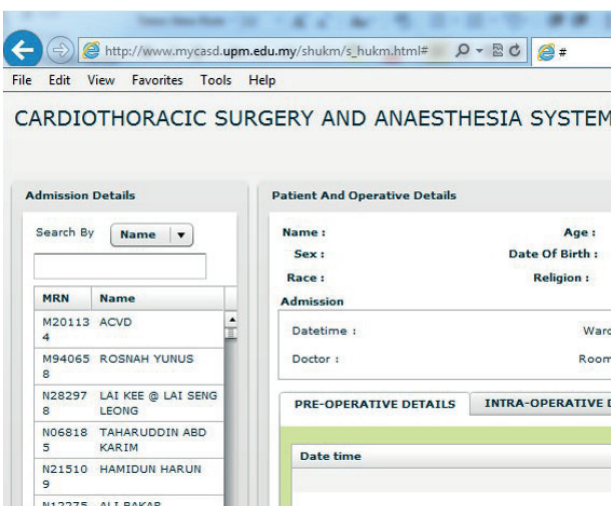 http://www.mycasd.upm.edu.my/shukm/s_hukm.html#
#
File Edit View Favorites Tools Help
CARDIOTHORACIC SURGERY AND ANAESTHESIA SYSTEM
Admission Details
Search By Name
MRN Name
M20113 ACVD
4
M94065 ROSNAH YUNUS
8
N28297 LAI KEE @ LAI SENG
8 LEONG
N06818 TAHARUDDIN ABD
5 KARIM
N21510 HAMIDUN HARUN
9
N12275 ALI BAKAR
Patient And Operative Details
Name : Age :
Sex : Date Of Birth :
Race : Religion :
Admission
Datetime : Ward
Doctor : Room
PRE-OPERATIVE DETAILS INTRA-OPERATIVE D
Date time